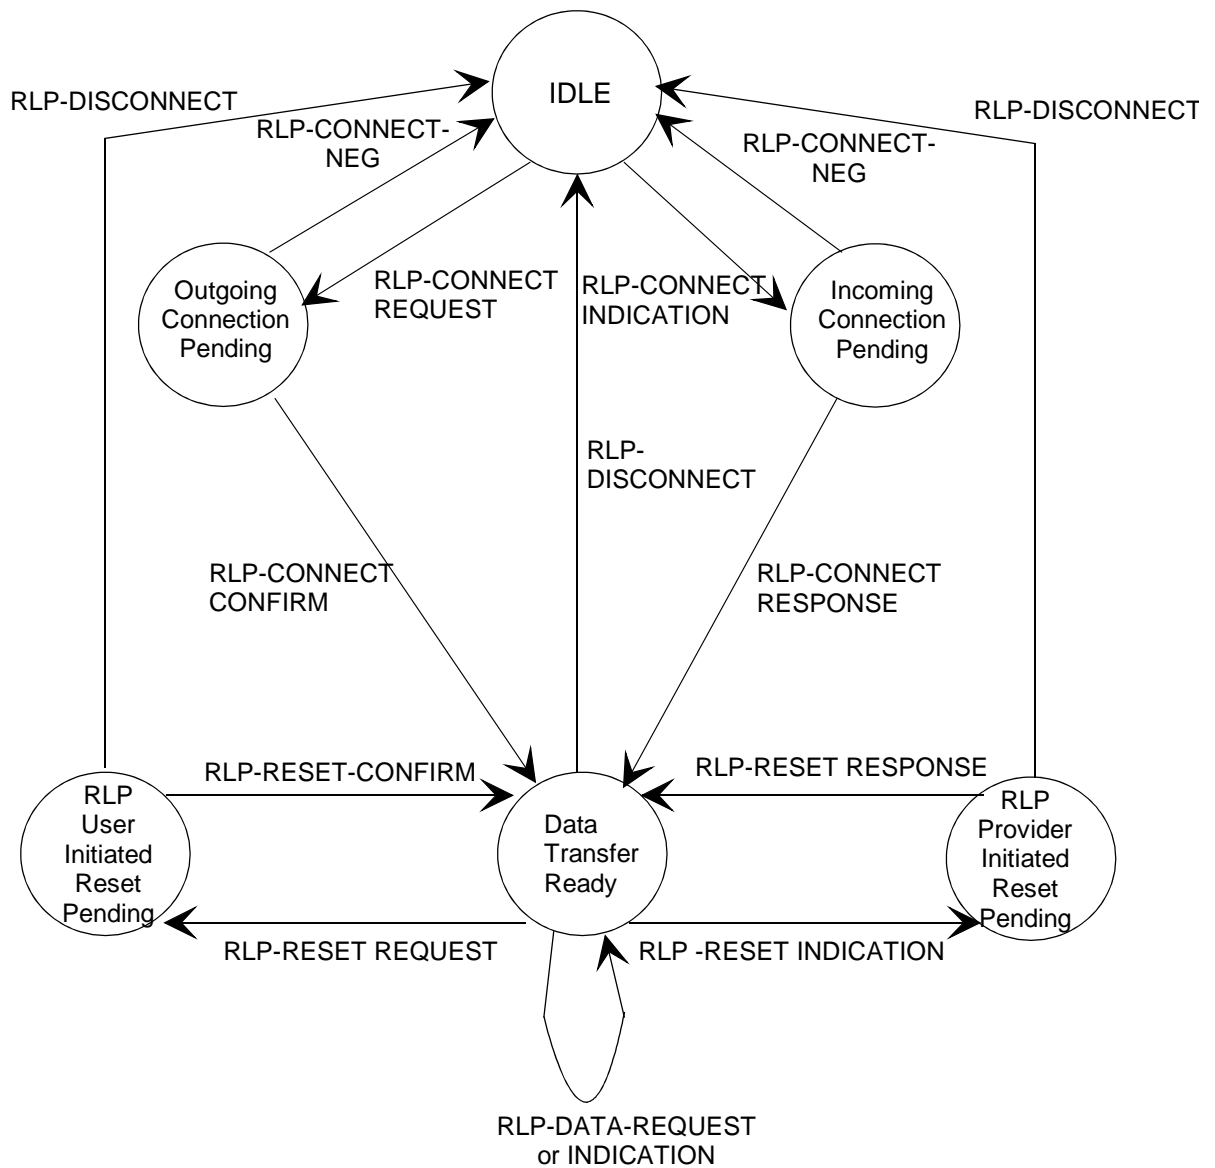 IDLE
RLP-DISCONNECT
RLP-DISCONNECT
RLP-CONNECT-
NEG
RLP-CONNECT-
NEG
Outgoing
Connection
Pending
RLP-CONNECT
REQUEST
RLP-CONNECT
INDICATION
Incoming
Connection
Pending
RLP-
DISCONNECT
RLP-CONNECT
CONFIRM
RLP-CONNECT
RESPONSE
RLP-RESET-CONFIRM
RLP-RESET RESPONSE
RLP
User
Initiated
Reset
Pending
Data
Transfer
Ready
RLP
Provider
Initiated
Reset
Pending
RLP-RESET REQUEST
RLP -RESET INDICATION
RLP-DATA-REQUEST
or INDICATION